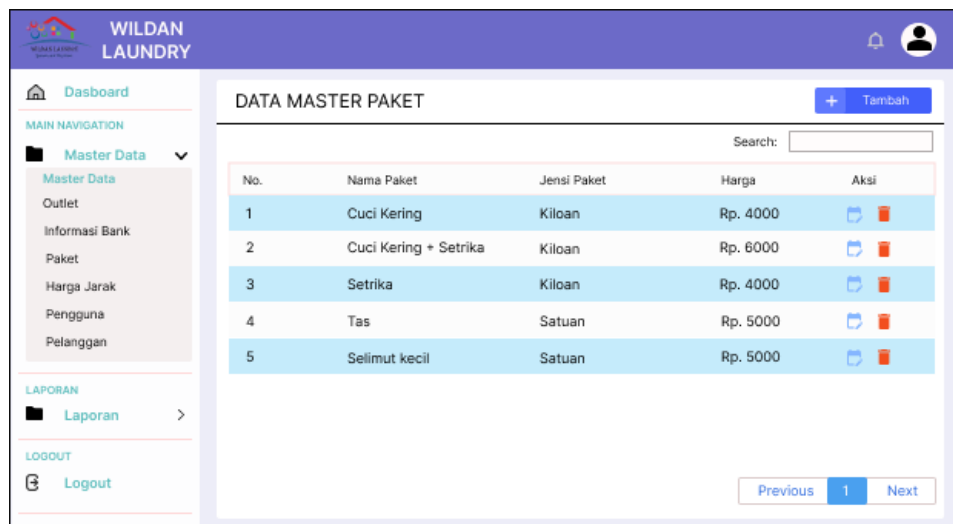 WILDAN
LAUNDRY
Dasboard
MAIN NAVIGATION
Master Data
Master Data
Outlet
Informasi Bank
Paket
Harga Jarak
Pengguna
Pelanggan
LAPORAN
Laporan
LOGOUT
Logout
DATA MASTER PAKET
+ Tambah
Search:
No. Nama Paket Jensi Paket Harga Aksi
1 Cuci Kering Kiloan Rp. 4000
2 Cuci Kering + Setrika Kiloan Rp. 6000
3 Setrika Kiloan Rp. 4000
4 Tas Satuan Rp. 5000
5 Selimut kecil Satuan Rp. 5000
Previous 1 Next